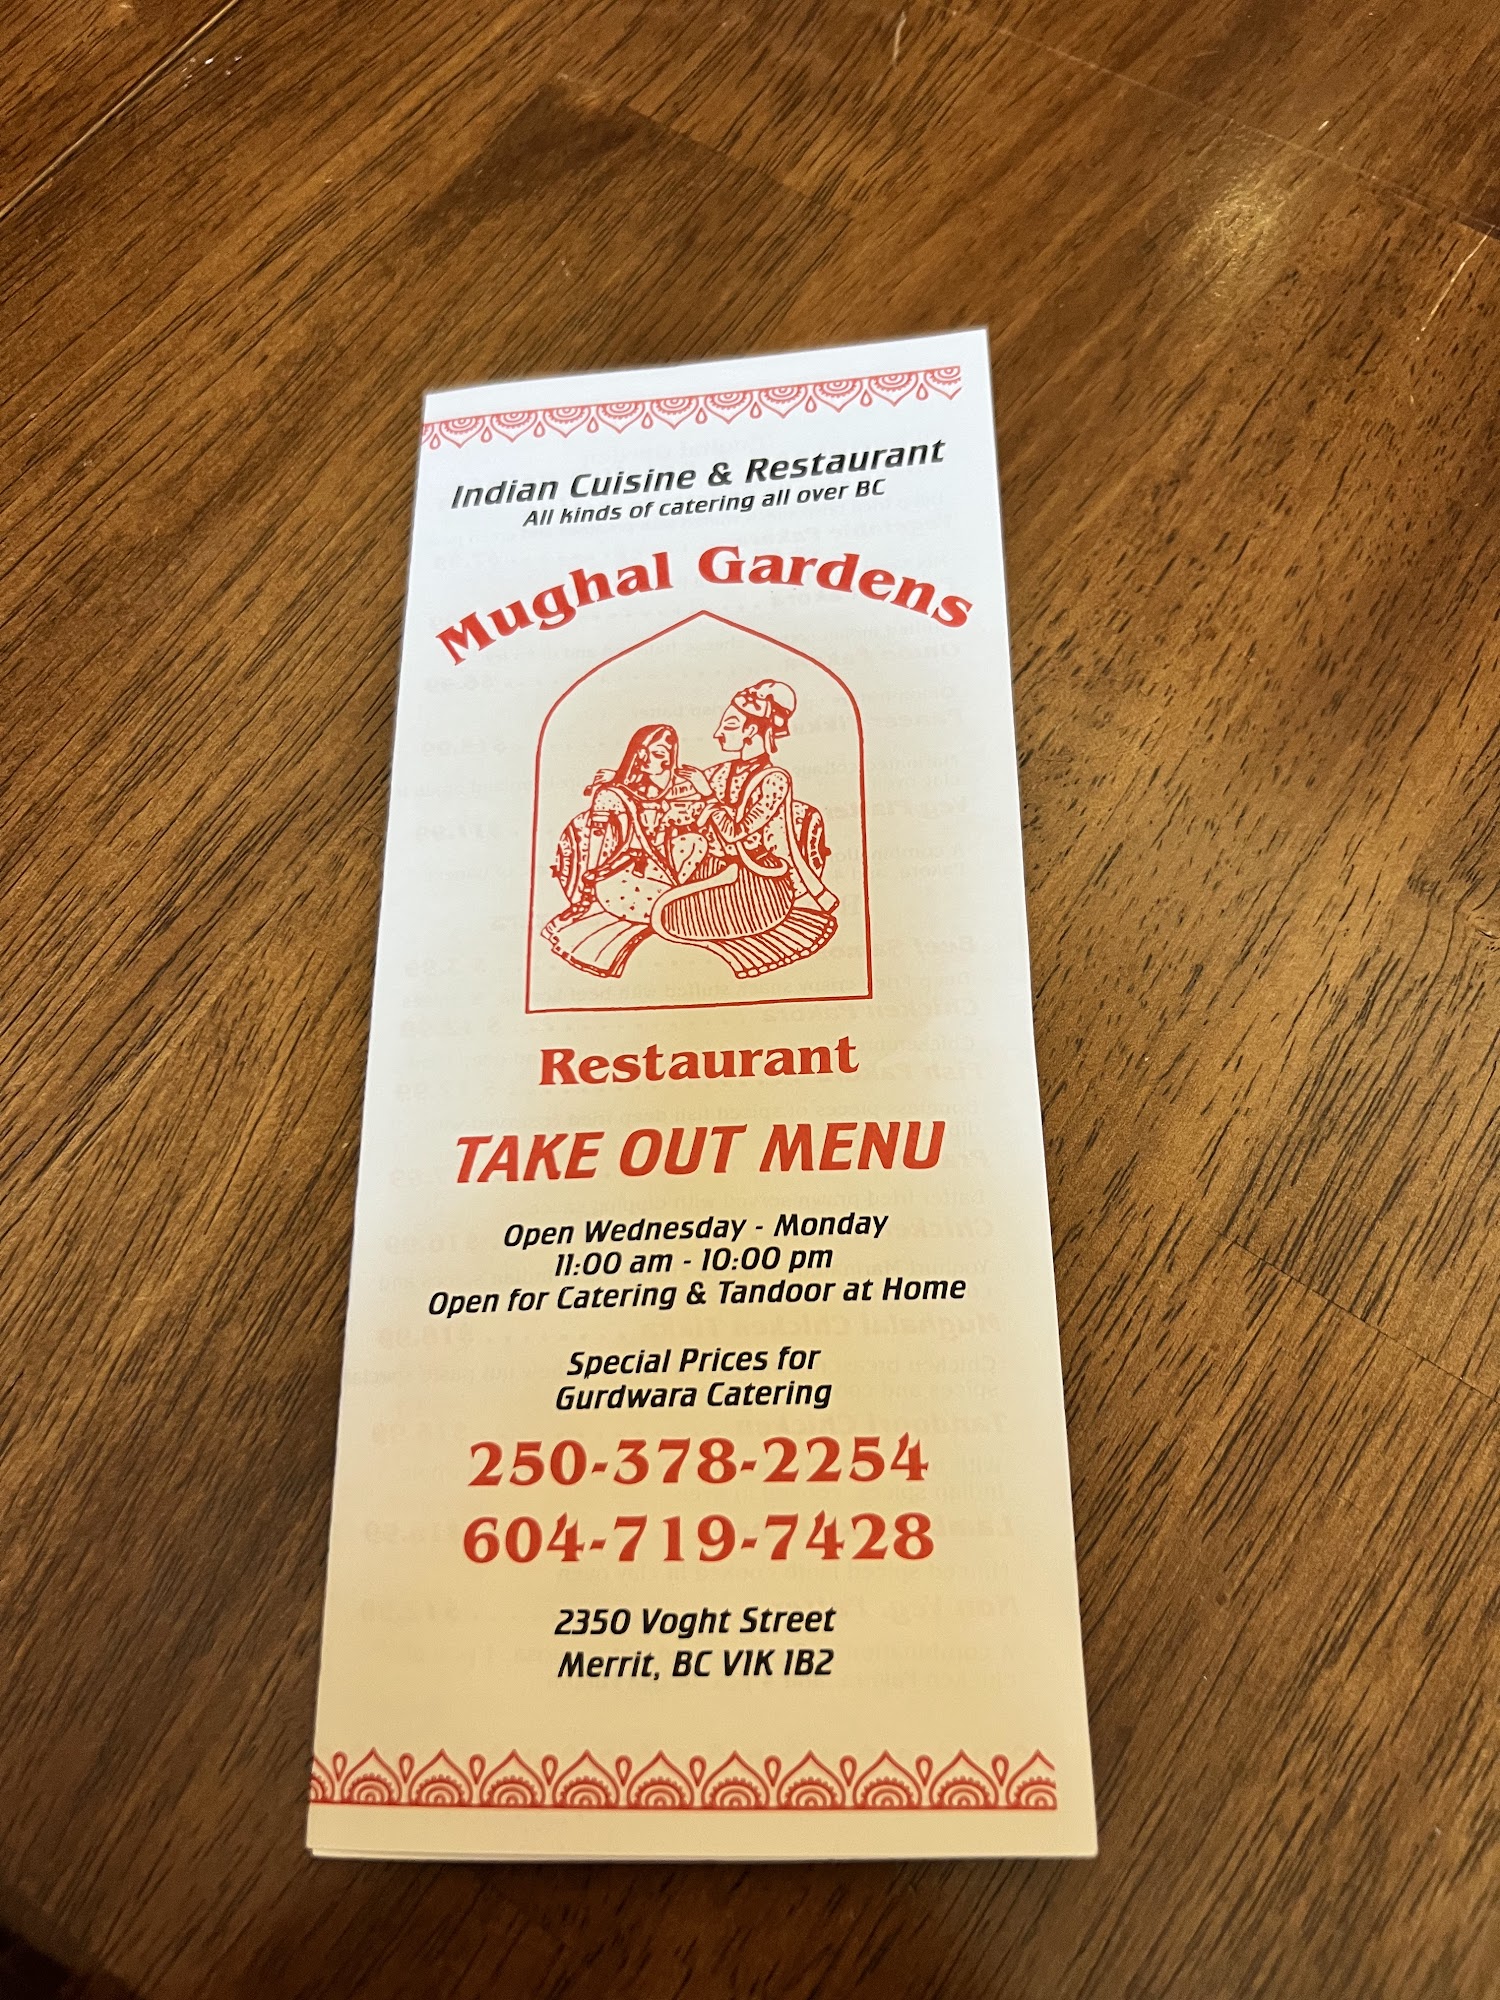 Indian Cuisine & Restaurant
All kinds of catering all over BC
Mughal Gardens
Restaurant
TAKE OUT MENU
Open Wednesday - Monday
11:00 am - 10:00 pm
Open for Catering & Tandoor at Home
Special Prices for
Gurdwara Catering
250-378-2254
604-719-7428
2350 Voght Street
Merrit, BC V1K 1B2